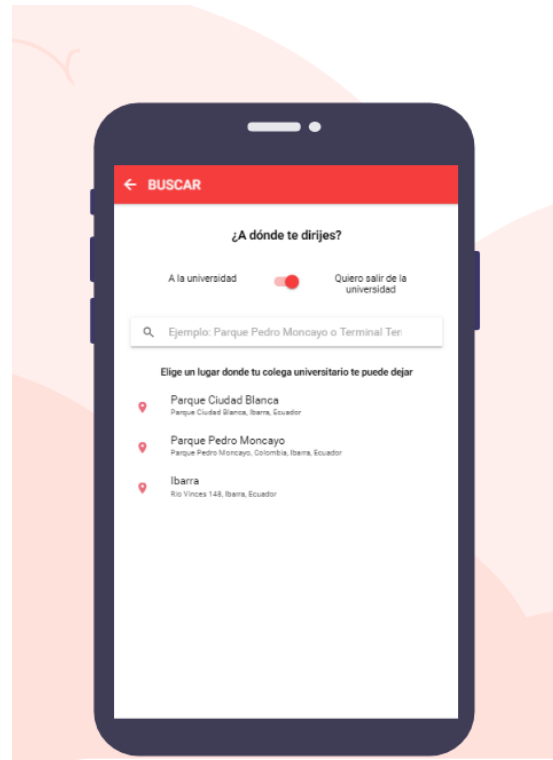 BUSCAR
¿A dónde te dirijes?
A la universidad
Quiero salir de la
universidad
Ejemplo: Parque Pedro Moncayo o Terminal Ter
Elige un lugar donde tu colega universitario te puede dejar
Parque Ciudad Blanca
Parque Ciudad Blanca, Ibarra, Ecuador
Parque Pedro Moncayo
Parque Pedro Moncayo, Colombia, Ibarra, Ecuador
Ibarra
Río Vinces 148, Ibarra, Ecuador